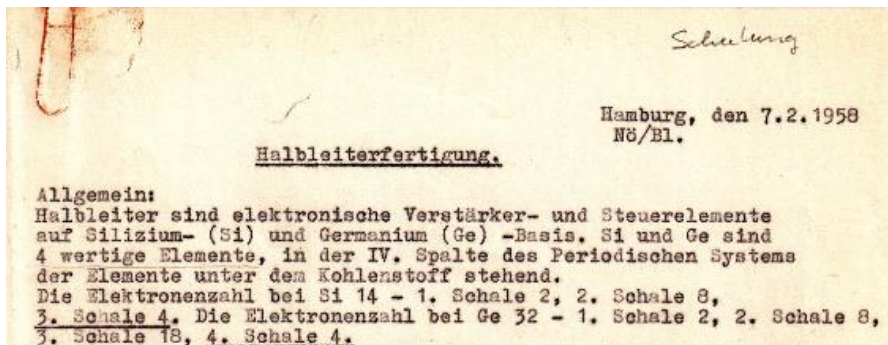 Schulung
Hamburg, den 7.2.1958
Nö/Bl.
Halbleiterfertigung.
Allgemein:
Halbleiter sind elektronische Verstärker- und Steuerelemente
auf Silizium- (Si) und Germanium (Ge) -Basis. Si und Ge sind
4 wertige Elemente, in der IV. Spalte des Periodischen Systems
der Elemente unter dem Kohlenstoff stehend.
Die Elektronenzahl bei Si 14 - 1. Schale 2, 2. Schale 8,
3. Schale 4. Die Elektronenzahl bei Ge 32 - 1. Schale 2, 2. Schale 8,
3. Schale 18, 4. Schale 4.